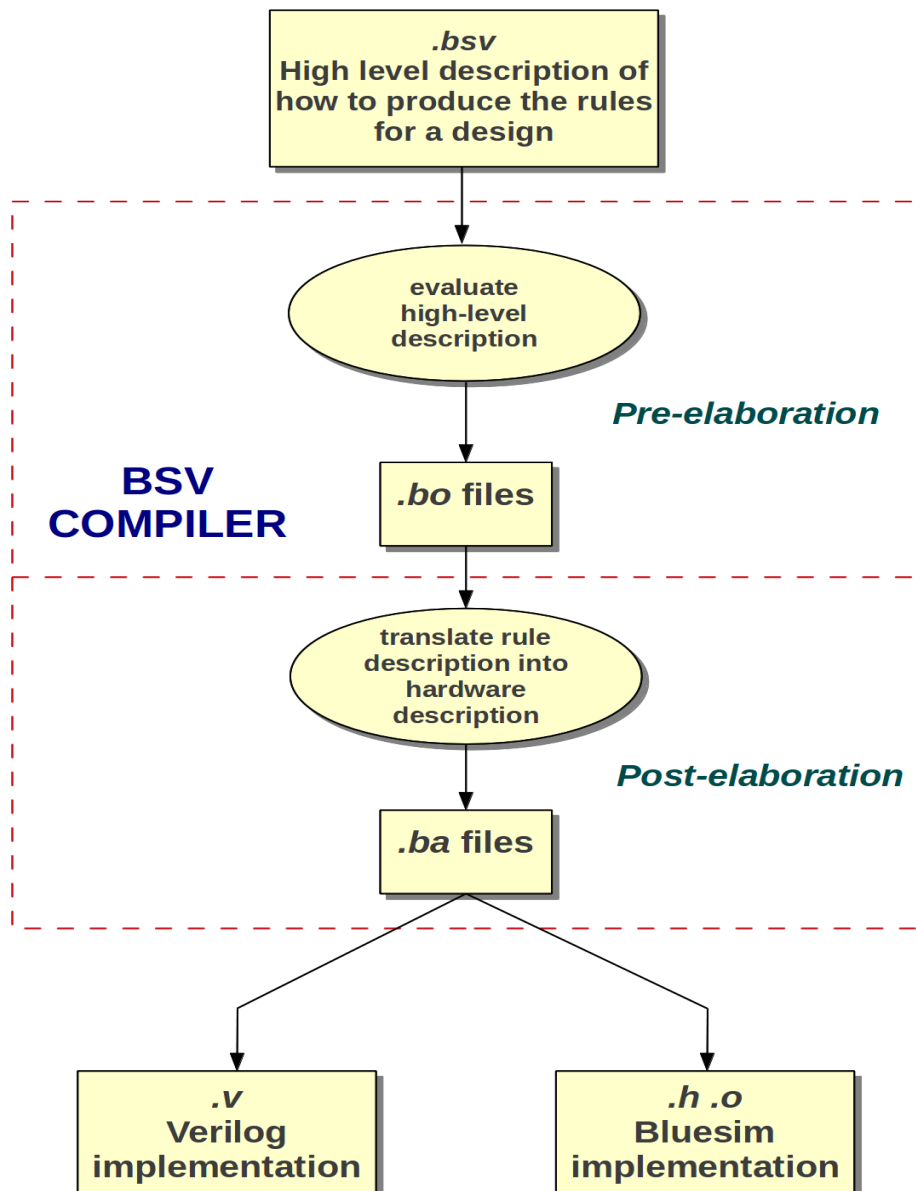 .bsv
High level description of
how to produce the rules
for a design
evaluate
high-level
description
Pre-elaboration
BSV
COMPILER
.bo files
translate rule
description into
hardware
description
Post-elaboration
.ba files
.v
Verilog
implementation
.h .o
Bluesim
implementation